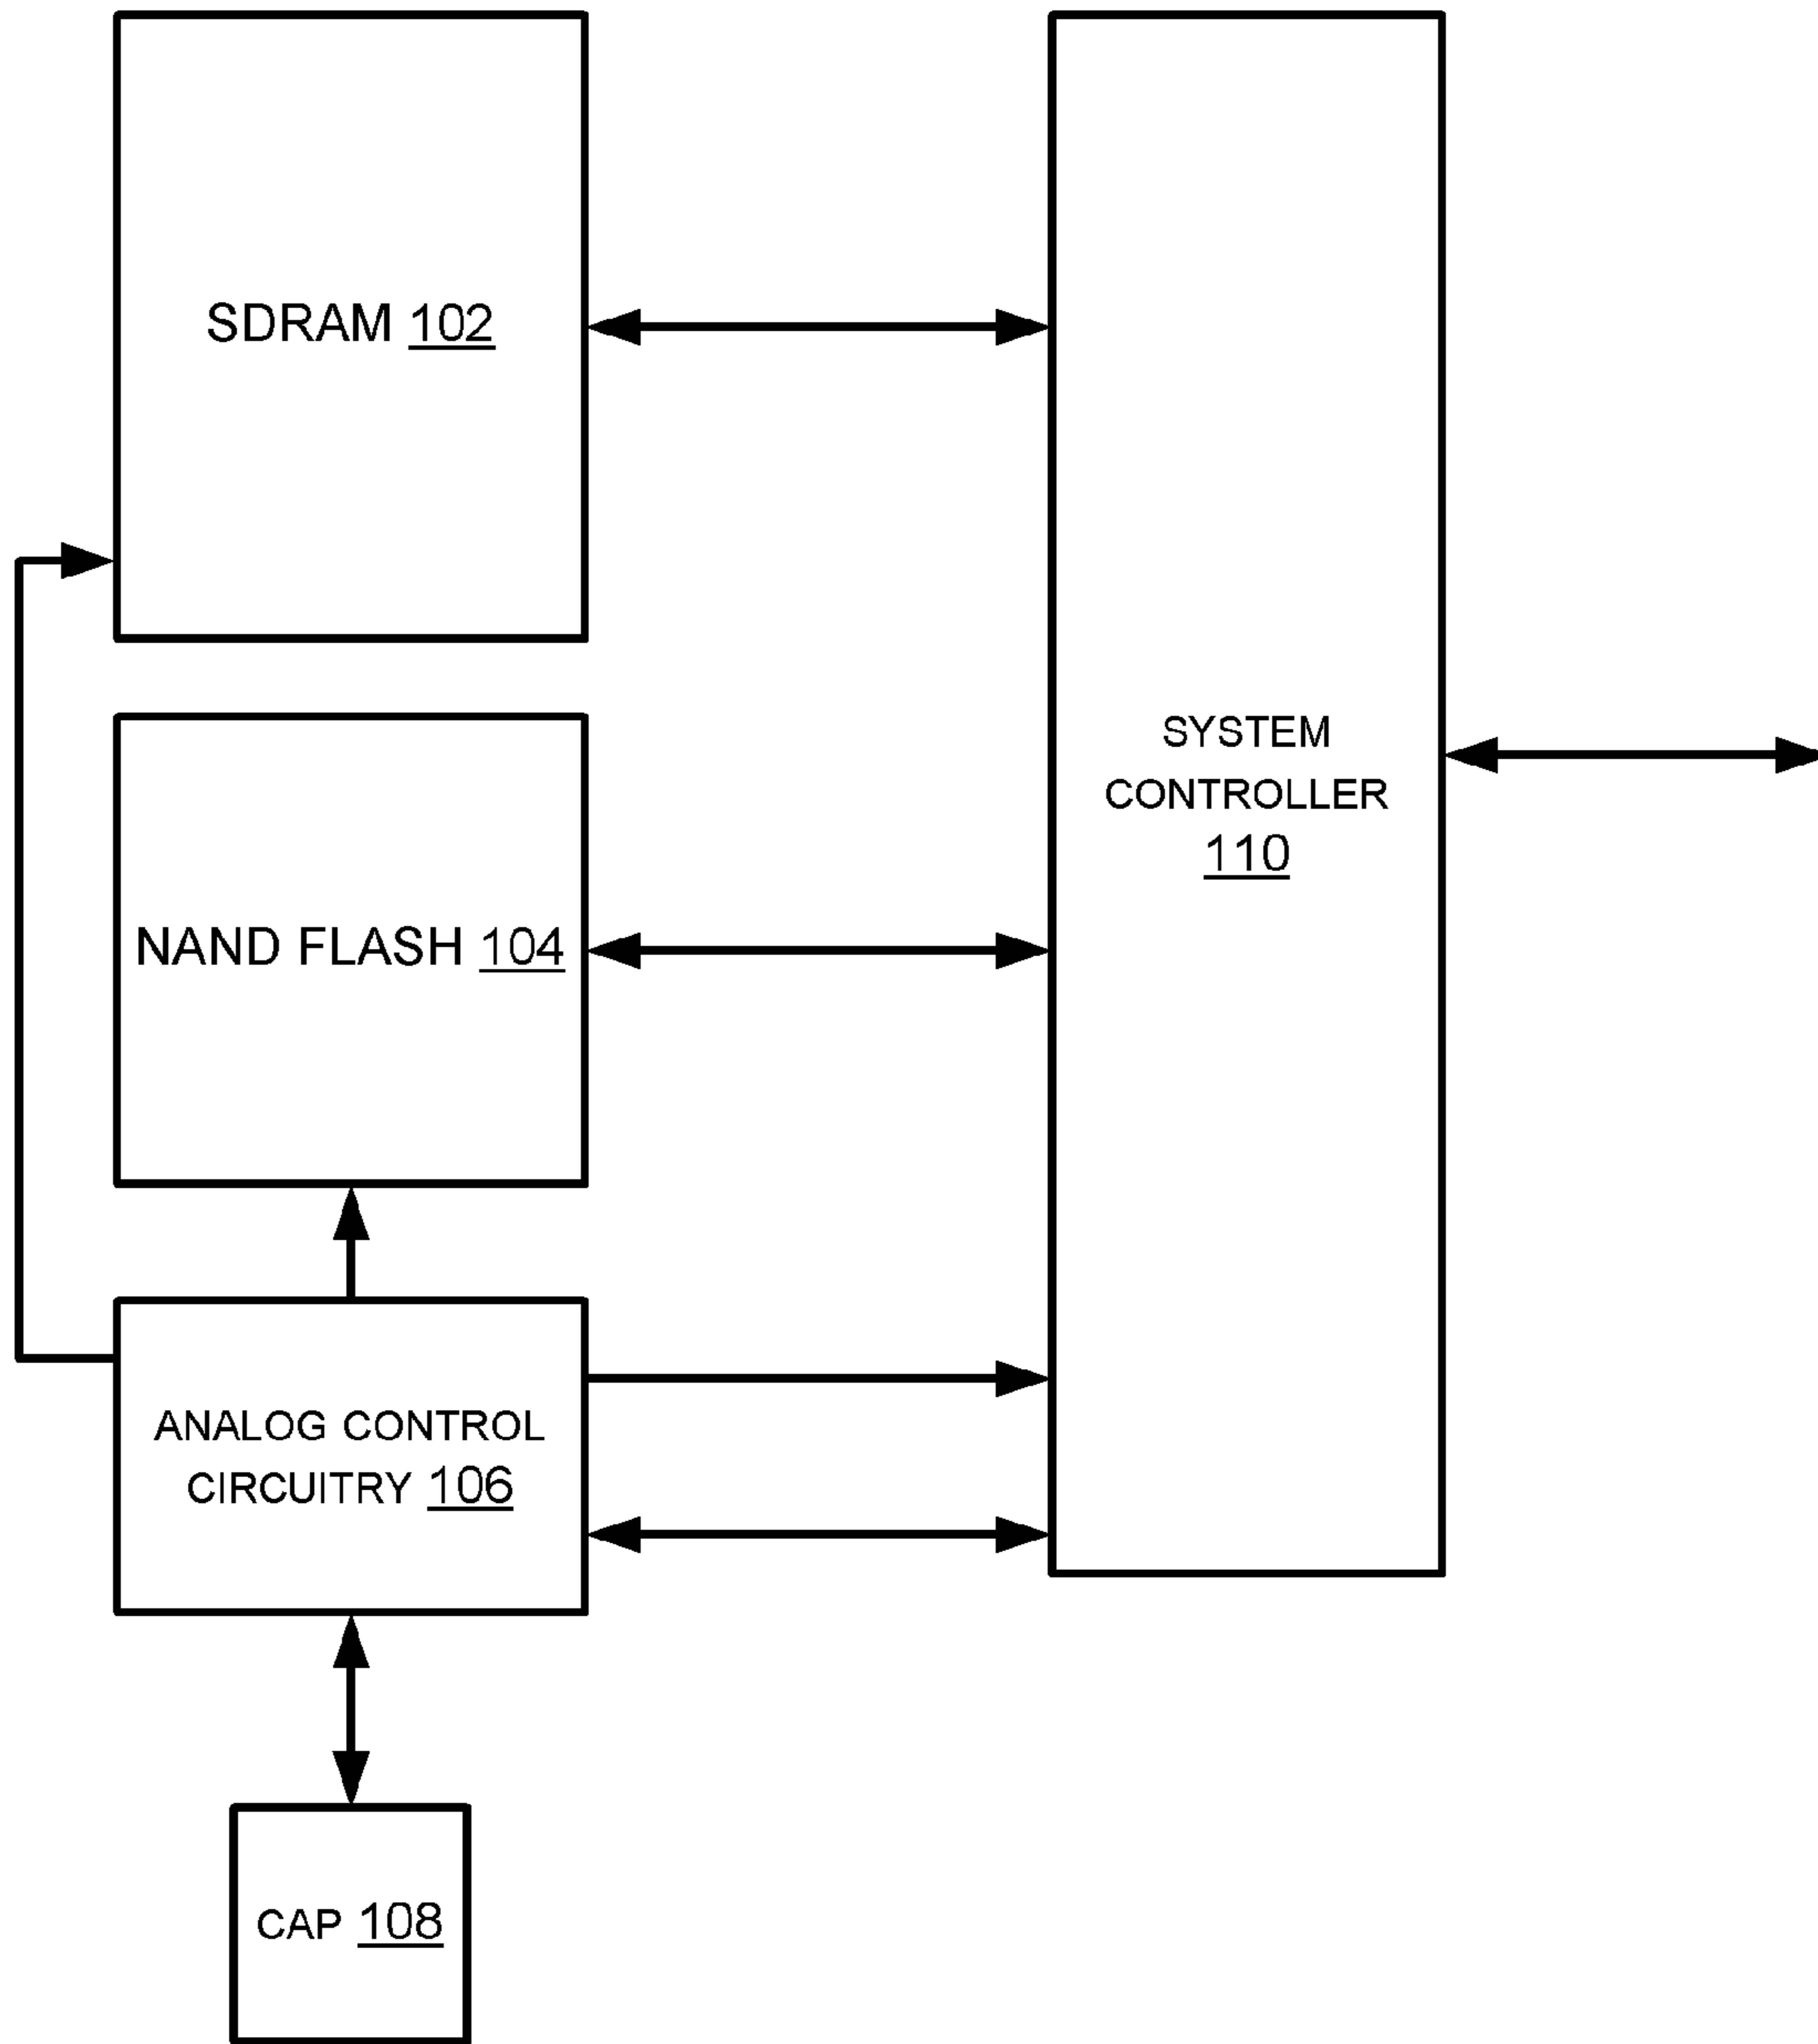 SDRAM 102
SYSTEM
CONTROLLER
110
NAND FLASH 104
ANALOG CONTROL
CIRCUITRY 106
CAP 108